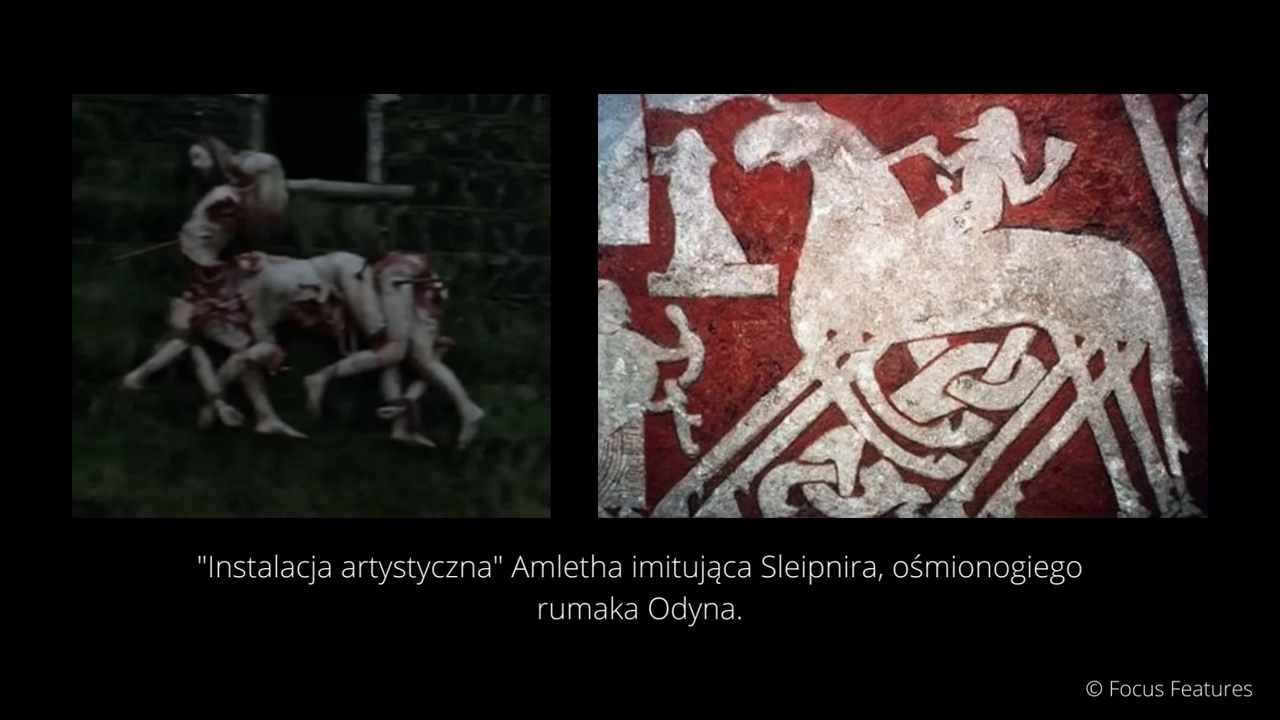 "Instalacja artystyczna" Amletha imitująca Sleipnira, ośmionogiego
rumaka Odyna.
© Focus Features